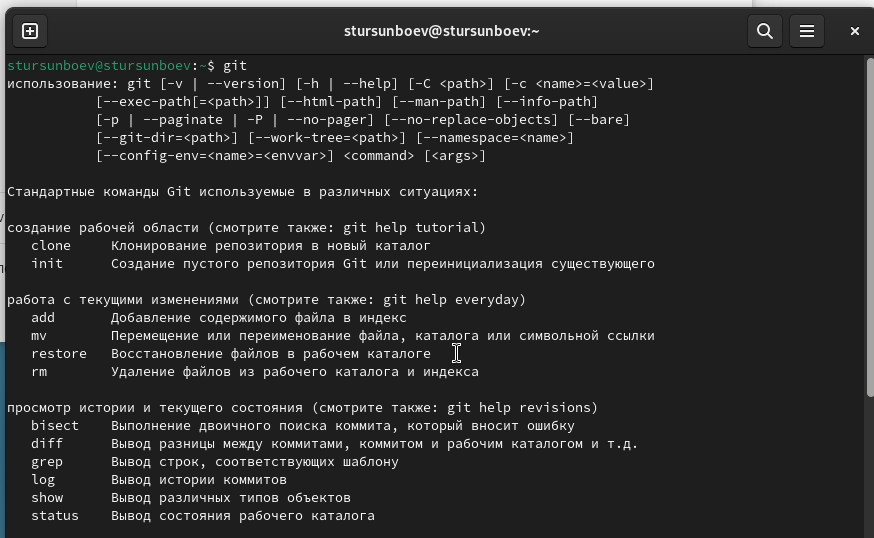 stursunboev@stursunboev:~
stursunboev@stursunboev:~$ git
использование: git [-v | --version] [-h | --help] [-C <path>] [-c <name>=<value>]
[--exec-path[=<path>]] [--html-path] [--man-path] [--info-path]
[-p | --paginate | -P | --no-pager] [--no-replace-objects] [--bare]
[--git-dir=<path>] [--work-tree=<path>] [--namespace=<name>]
[--config-env=<name>=<envvar>] <command> [<args>]
Стандартные команды Git используемые в различных ситуациях:
создание рабочей области (смотрите также: git help tutorial)
clone Клонирование репозитория в новый каталог
init Создание пустого репозитория Git или переинициализация существующего
работа с текущими изменениями (смотрите также: git help everyday)
add Добавление содержимого файла в индекс
mv Перемещение или переименование файла, каталога или символьной ссылки
restore Восстановление файлов в рабочем каталоге
rm Удаление файлов из рабочего каталога и индекса
просмотр истории и текущего состояния (смотрите также: git help revisions)
bisect Выполнение двоичного поиска коммита, который вносит ошибку
diff Вывод разницы между коммитами, коммитом и рабочим каталогом и т.д.
grep Вывод строк, соответствующих шаблону
log Вывод истории коммитов
show Вывод различных типов объектов
status Вывод состояния рабочего каталога